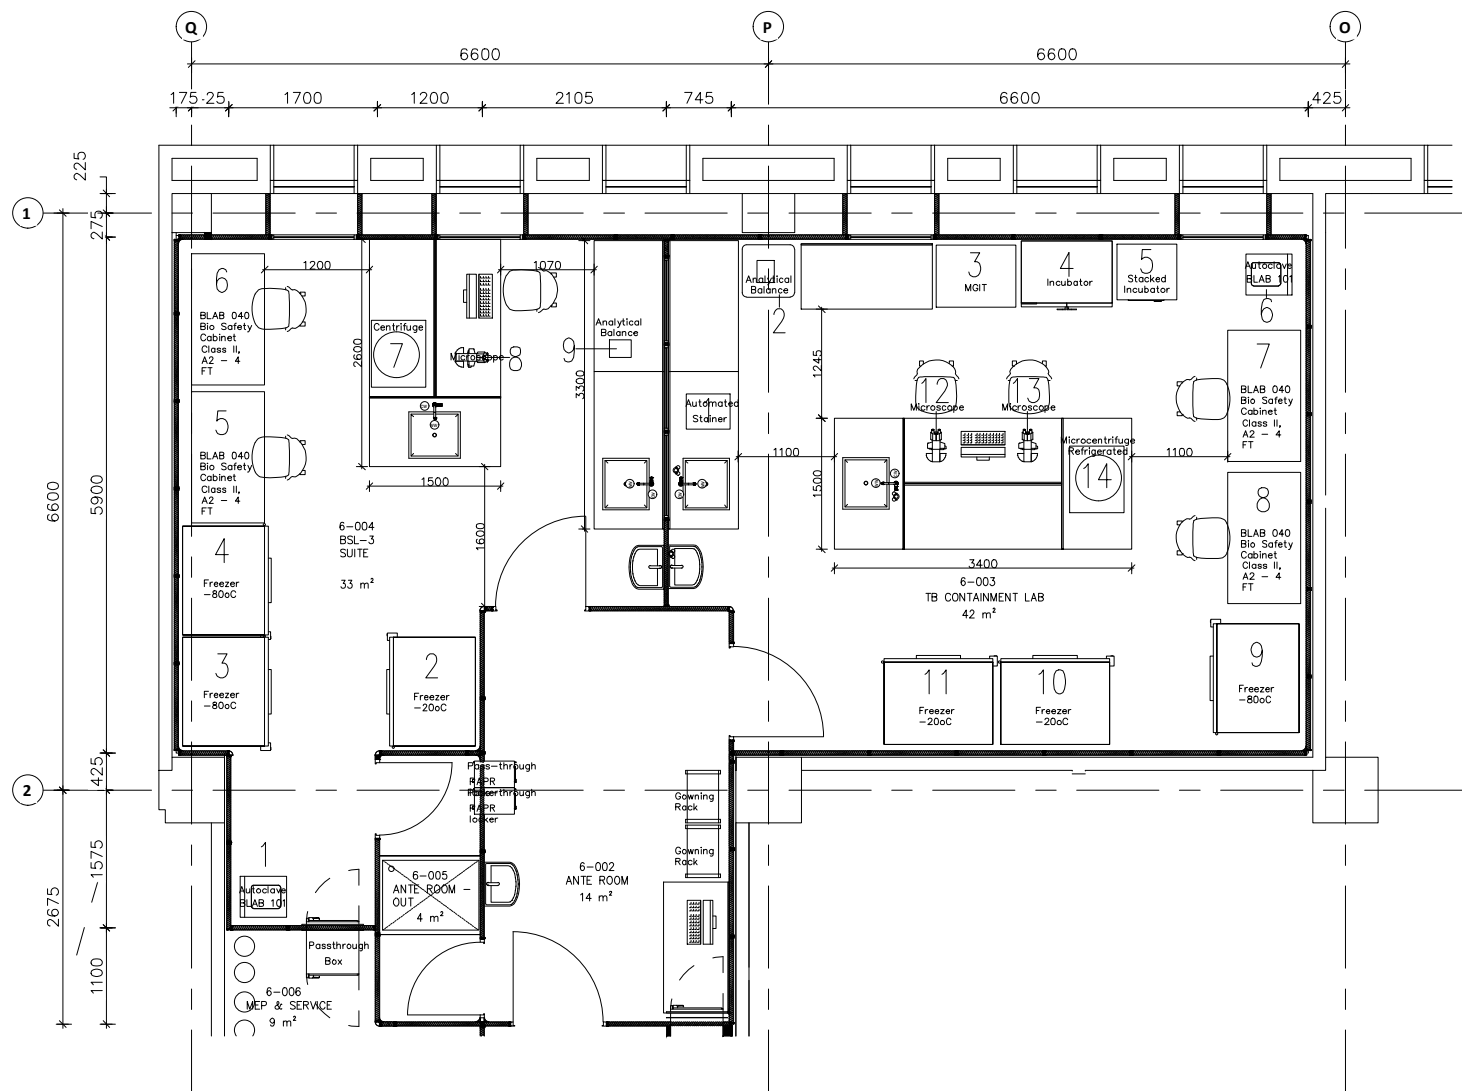 Q
P
O
6600
6600
175
25
1700
1200
2105
745
6600
425
225
1
275
6600
5900
2
425
2675
1575
1100
6
BLAB 040
Bio Safety
Cabinet
Class II,
A2 - 4
FT
1200
1070
2600
3300
Centrifuge
7
Microscope
8
Analytical
Balance
9
5
BLAB 040
Bio Safety
Cabinet
Class II,
A2 - 4
FT
1500
1600
6-004
BSL-3
SUITE
33 m²
4
Freezer
-80oC
3
Freezer
-80oC
2
Freezer
-20oC
Analytical
Balance
2
3
MGIT
4
Incubator
5
Stacked
Incubator
Autoclave
BLAB 101
6
1
Automated
Stainer
1245
1100
1500
12
Microscope
13
Microscope
Microcentrifuge
Refrigerated
14
1100
7
BLAB 040
Bio Safety
Cabinet
Class II,
A2 - 4
FT
8
BLAB 040
Bio Safety
Cabinet
Class II,
A2 - 4
FT
3400
6-003
TB CONTAINMENT LAB
42 m²
11
Freezer
-20oC
10
Freezer
-20oC
9
Freezer
-80oC
Pass-through
PAPR
locker
Gowning
Rack
Gowning
Rack
1
Autoclave
BLAB 101
6-005
ANTE ROOM -
OUT
4 m²
6-002
ANTE ROOM
14 m²
Passthrough
Box
6-006
MEP & SERVICE
9 m²